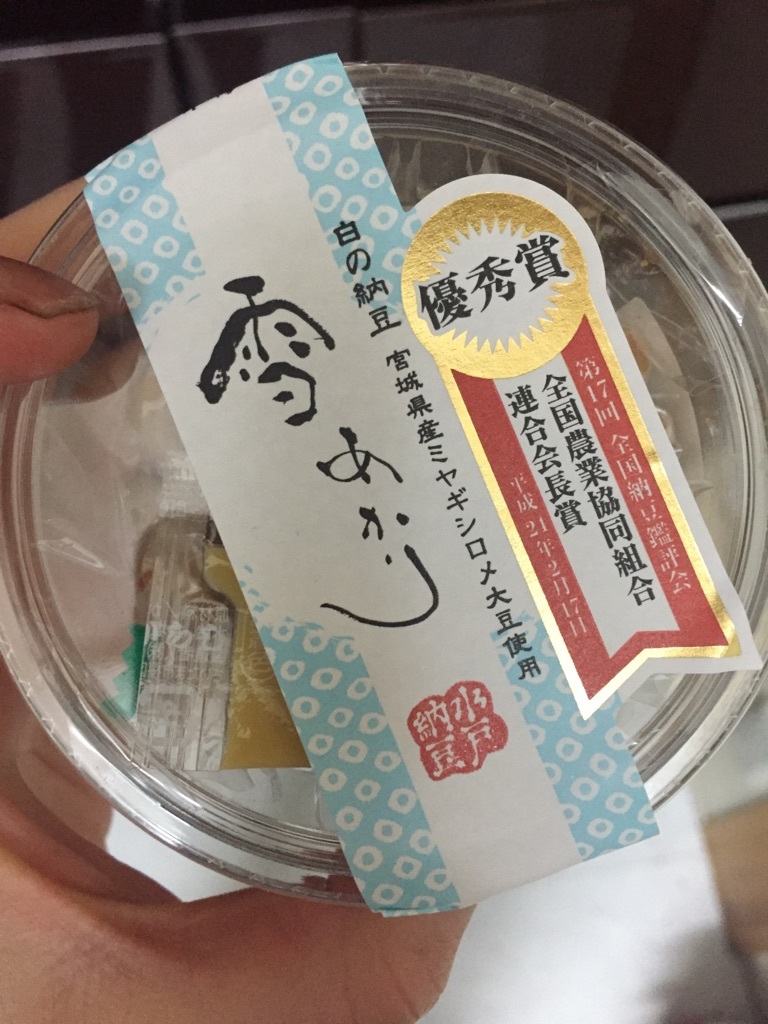 白の納豆
雪あかり
宮城県産ミヤギシロメ大豆使用
水戸
納豆
優秀賞
第17回 全国納豆鑑評会
全国農業協同組合
連合会長賞
平成24年2月17日